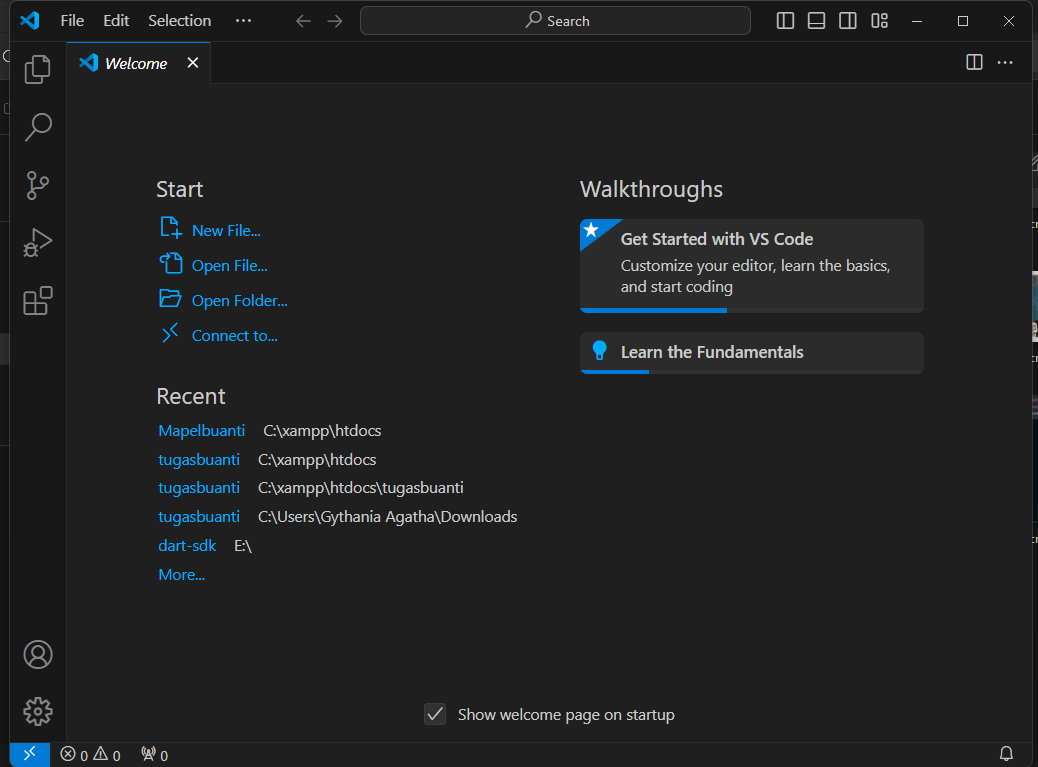 File Edit Selection ··· Search
Welcome
Start
New File...
Open File...
Open Folder...
Connect to...
Recent
Mapelbuanti C:\xampp\htdocs
tugasbuanti C:\xampp\htdocs
tugasbuanti C:\xampp\htdocs\tugasbuanti
tugasbuanti C:\Users\Gythania Agatha\Downloads
dart-sdk E:\
More...
Walkthroughs
Get Started with VS Code
Customize your editor, learn the basics,
and start coding
Learn the Fundamentals
Show welcome page on startup
0 0 0